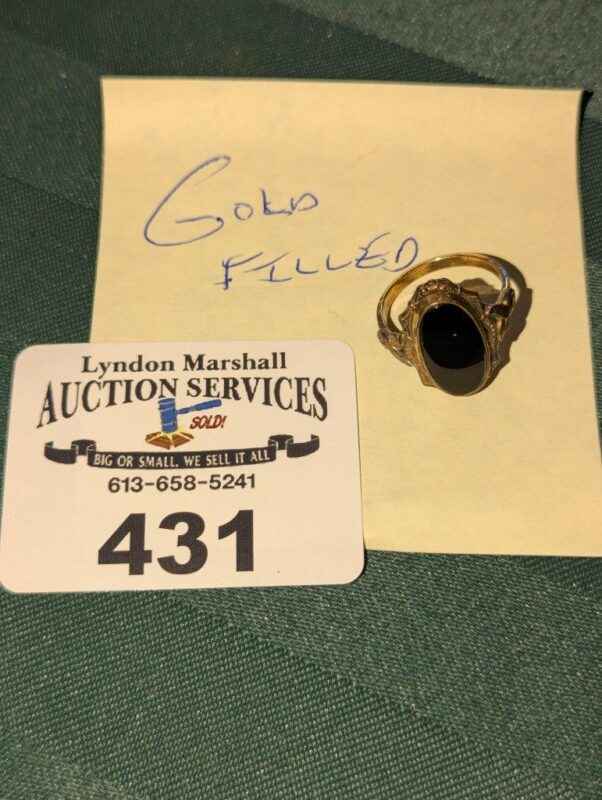 GOLD
FILLED
Lyndon Marshall
AUCTION SERVICES
SOLD!
BIG OR SMALL, WE SELL IT ALL
613-658-5241
431